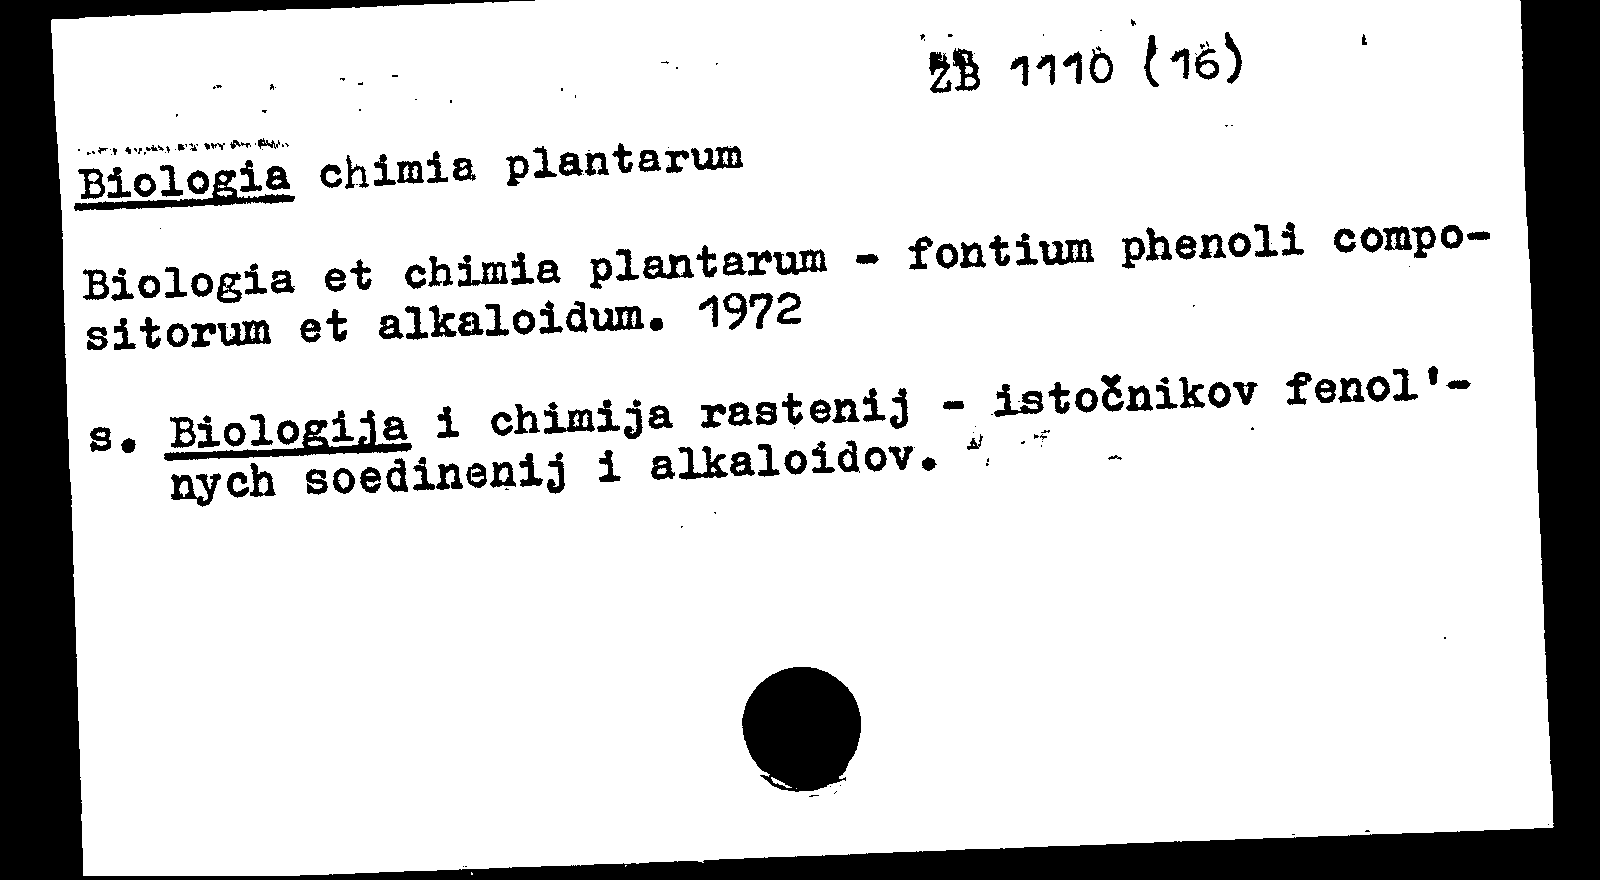 ZB 1110 (16)
Biologia chimia plantarum
Biologia et chimia plantarum - fontium phenoli compo-
sitorum et alkaloidum. 1972
s. Biologija i chimija rastenij - istočnikov fenol'-
nych soedinenij i alkaloidov.